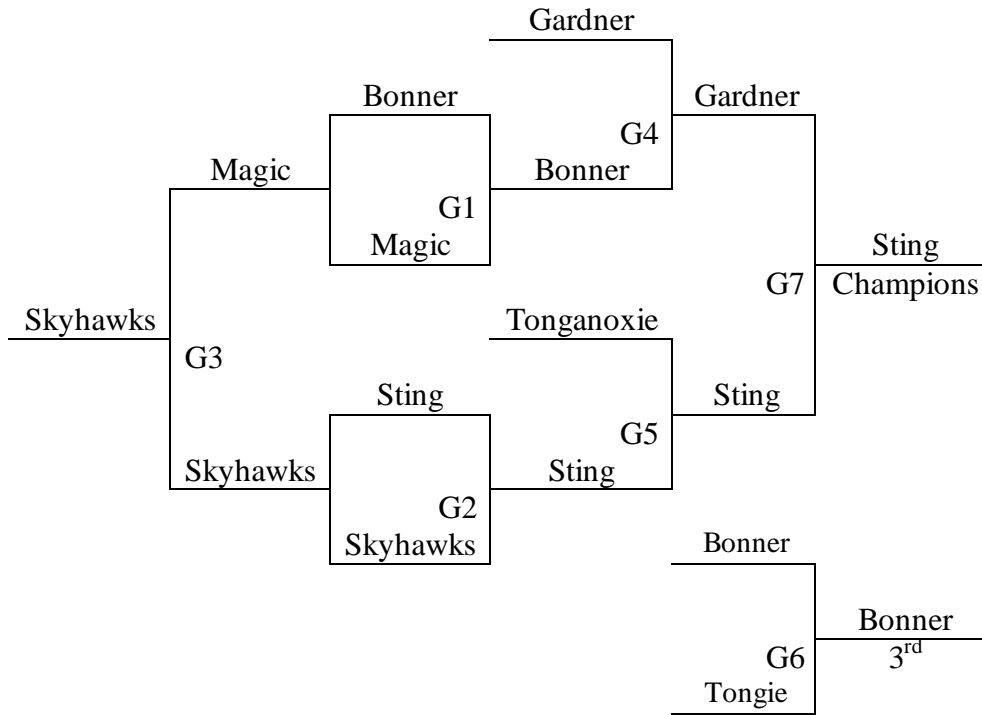 Gardner
Bonner
Gardner
G4
Magic
Bonner
G1
Magic
Sting
G7
Champions
Skyhawks
Tonganoxie
G3
Sting
Sting
G5
Skyhawks
Sting
G2
Skyhawks
Bonner
Bonner
G6
3rd
Tongie